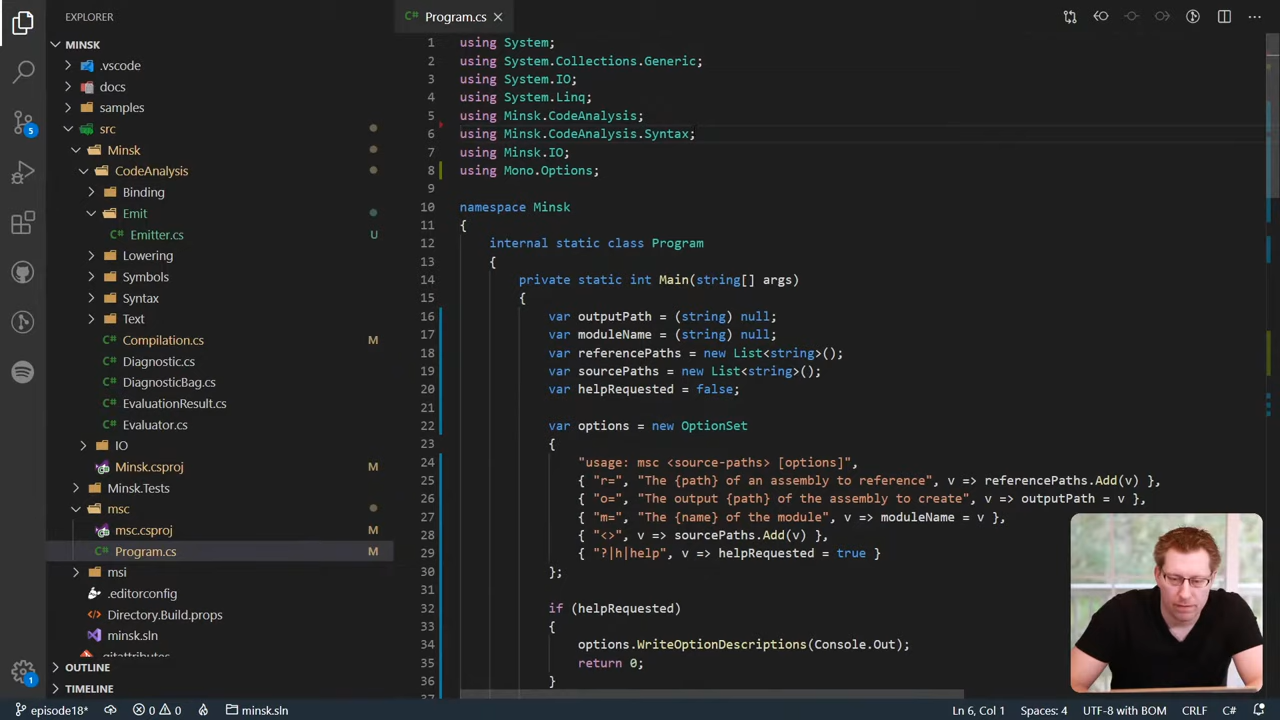 EXPLORER
MINSK
.vscode
docs
samples
src
Minsk
CodeAnalysis
Binding
Emit
Emitter.cs U
Lowering
Symbols
Syntax
Text
Compilation.cs M
Diagnostic.cs
DiagnosticBag.cs
EvaluationResult.cs
Evaluator.cs
IO
Minsk.csproj M
Minsk.Tests
msc
msc.csproj M
Program.cs M
msi
.editorconfig
Directory.Build.props
minsk.sln
.gitattributes
OUTLINE
TIMELINE
5
1
Program.cs
1 using System;
2 using System.Collections.Generic;
3 using System.IO;
4 using System.Linq;
5 using Minsk.CodeAnalysis;
6 using Minsk.CodeAnalysis.Syntax;
7 using Minsk.IO;
8 using Mono.Options;
9
10 namespace Minsk
11 {
12 internal static class Program
13 {
14 private static int Main(string[] args)
15 {
16 var outputPath = (string) null;
17 var moduleName = (string) null;
18 var referencePaths = new List<string>();
19 var sourcePaths = new List<string>();
20 var helpRequested = false;
21
22 var options = new OptionSet
23 {
24 "usage: msc <source-paths> [options]",
25 { "r=", "The {path} of an assembly to reference", v => referencePaths.Add(v) },
26 { "o=", "The output {path} of the assembly to create", v => outputPath = v },
27 { "m=", "The {name} of the module", v => moduleName = v },
28 { "<>", v => sourcePaths.Add(v) },
29 { "?|h|help", v => helpRequested = true }
30 };
31
32 if (helpRequested)
33 {
34 options.WriteOptionDescriptions(Console.Out);
35 return 0;
36 }
episode18* 0 0 minsk.sln Ln 6, Col 1 Spaces: 4 UTF-8 with BOM CRLF C#